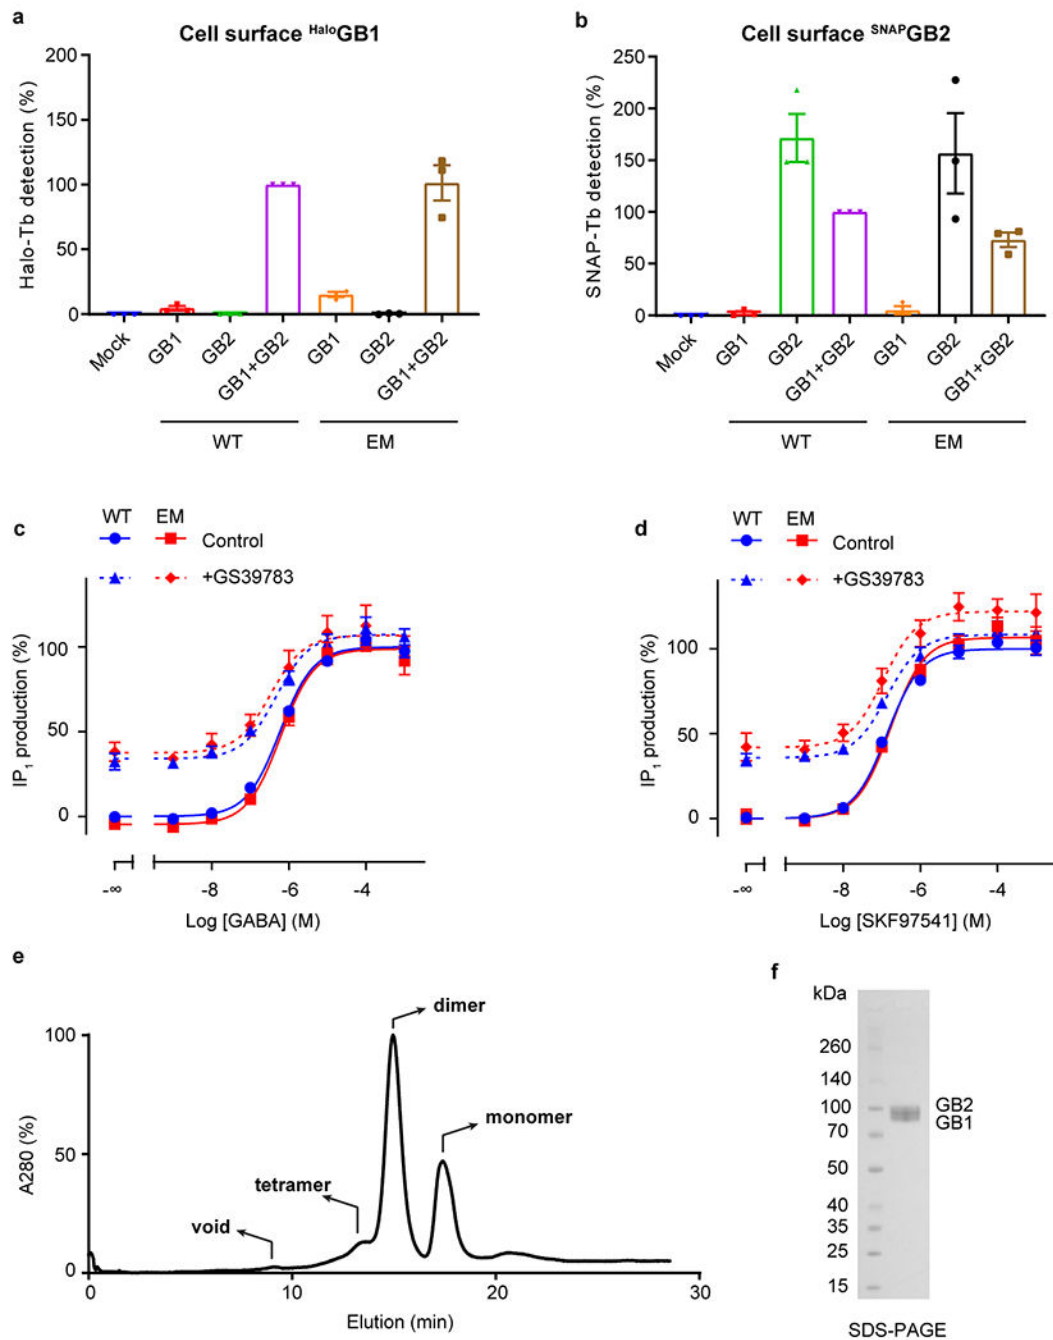 a
Cell surface HaloGB1
Halo-Tb detection (%)
200
150
100
50
0
Mock
GB1
GB2
GB1+GB2
GB1
GB2
GB1+GB2
WT
EM
b
Cell surface SNAPGB2
SNAP-Tb detection (%)
250
200
150
100
50
0
Mock
GB1
GB2
GB1+GB2
GB1
GB2
GB1+GB2
WT
EM
c
WT EM
Control
+GS39783
IP1 production (%)
100
50
0
-∞ -8 -6 -4
Log [GABA] (M)
d
WT EM
Control
+GS39783
IP1 production (%)
100
50
0
-∞ -8 -6 -4
Log [SKF97541] (M)
e
A280 (%)
100
50
0
void
tetramer
dimer
monomer
0 10 20 30
Elution (min)
f
kDa
260
140
100
70
50
40
35
25
15
GB2
GB1
SDS-PAGE